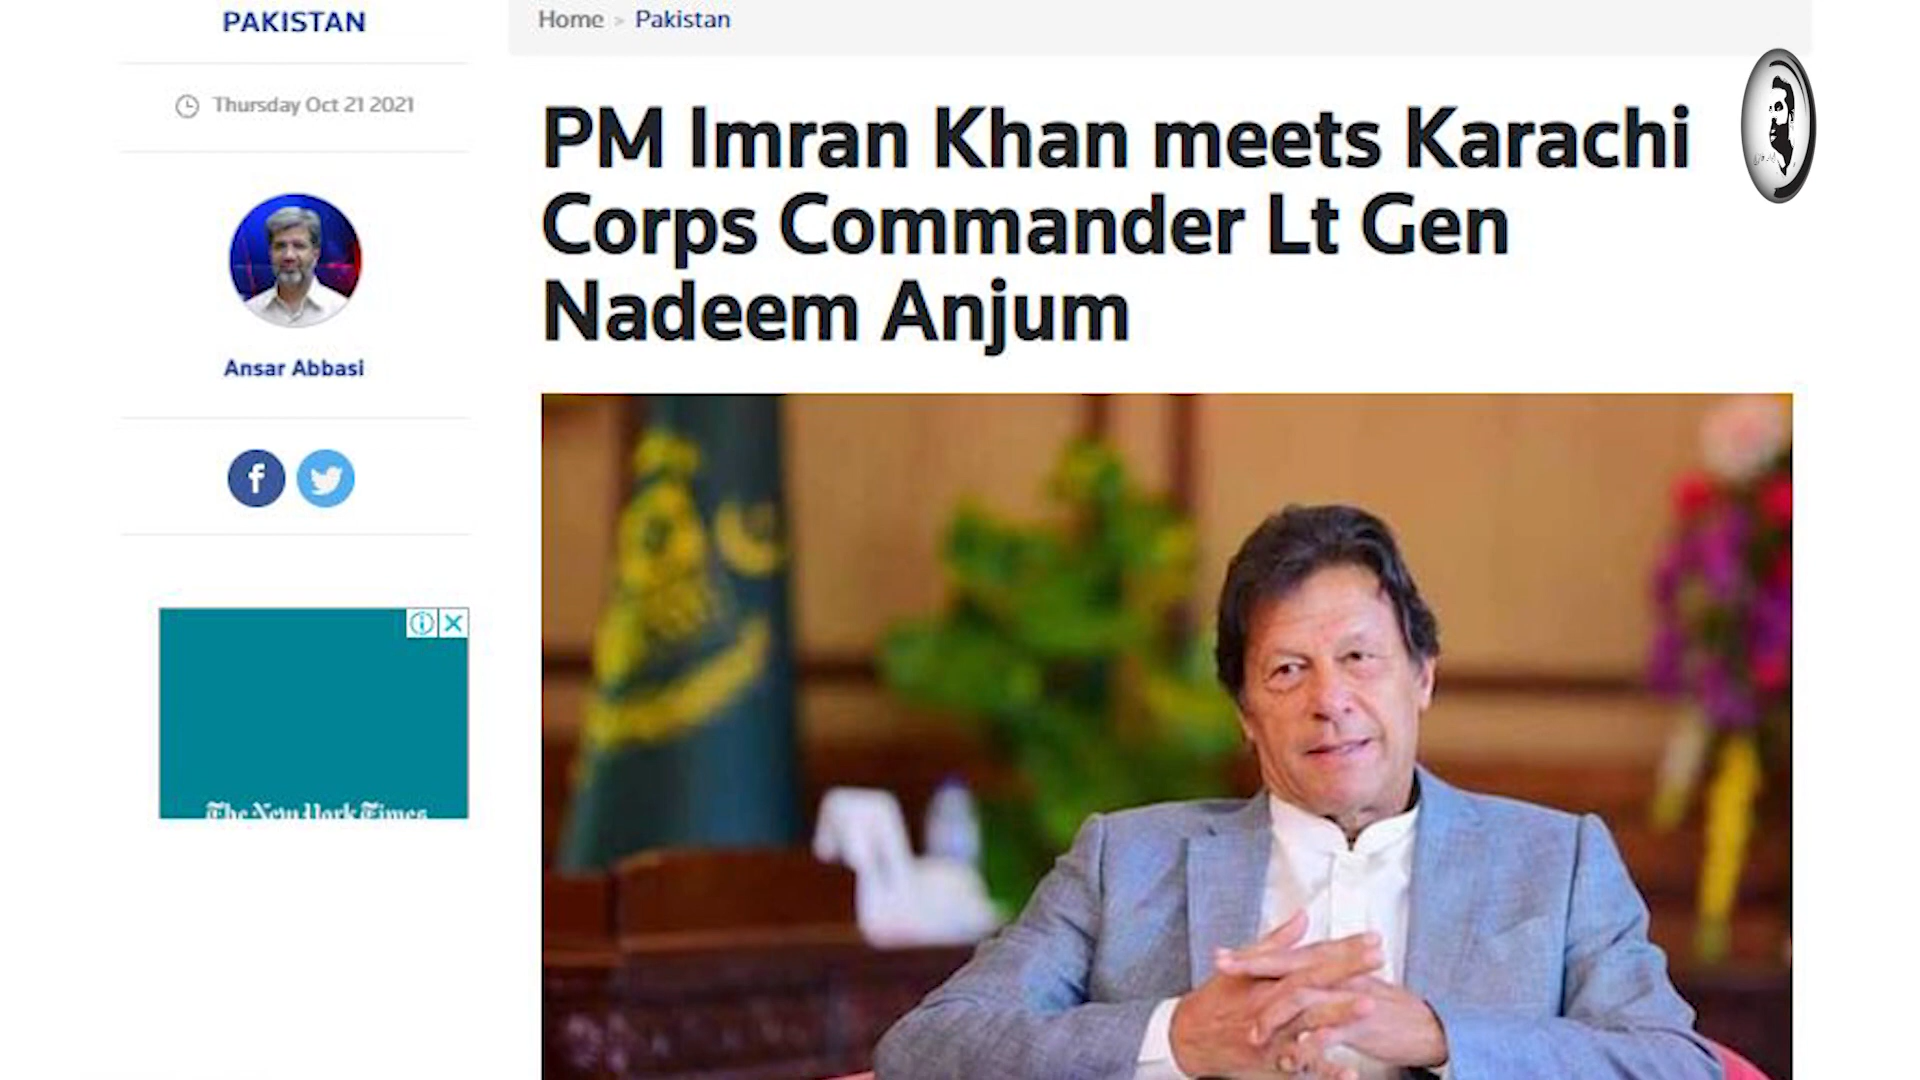 PAKISTAN
Thursday Oct 21 2021
Ansar Abbasi
The New York Times
Home > Pakistan
PM Imran Khan meets Karachi
Corps Commander Lt Gen
Nadeem Anjum